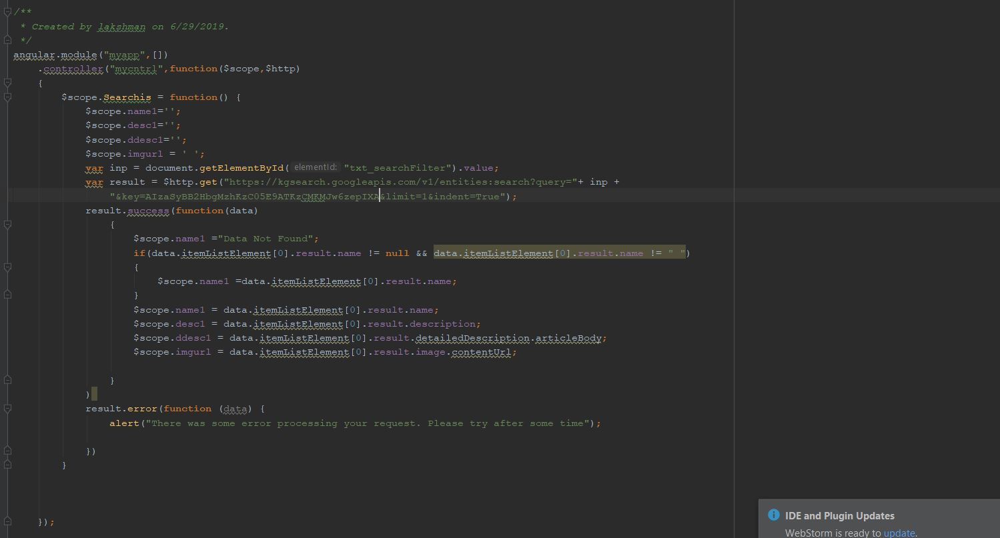 /**
 * Created by lakshman on 6/29/2019.
 */
angular.module("myapp",[])
    .controller("mycntrl",function($scope,$http)
    {
        $scope.Searchis = function() {
            $scope.name1='';
            $scope.desc1='';
            $scope.ddesc1='';
            $scope.imgurl = ' ';
            var inp = document.getElementById( elementId: "txt_searchFilter").value;
            var result = $http.get("https://kgsearch.googleapis.com/v1/entities:search?query="+ inp +
                "&key=AIzaSyBB2HbgMzhKzC05E9ATKzCMKMJw6zepIXA&limit=1&indent=True");
            result.success(function(data)
                {
                    $scope.name1 ="Data Not Found";
                    if(data.itemListElement[0].result.name != null && data.itemListElement[0].result.name != " ")
                    {
                        $scope.name1 =data.itemListElement[0].result.name;
                    }
                    $scope.name1 = data.itemListElement[0].result.name;
                    $scope.desc1 = data.itemListElement[0].result.description;
                    $scope.ddesc1 = data.itemListElement[0].result.detailedDescription.articleBody;
                    $scope.imgurl = data.itemListElement[0].result.image.contentUrl;
                }
            )
            result.error(function (data) {
                alert("There was some error processing your request. Please try after some time");
            })
        }
    });
IDE and Plugin Updates
WebStorm is ready to update.